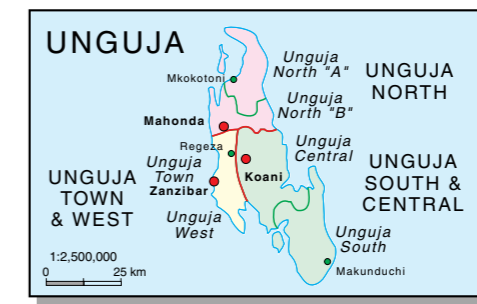 UNGUJA
Unguja
North "A"
Mkokotoni
UNGUJA
NORTH
Unguja
North "B"
Mahonda
Regeza
Unguja
Central
Unguja
Town
Koani
UNGUJA
TOWN
& WEST
Zanzibar
UNGUJA
SOUTH &
CENTRAL
Unguja
West
Unguja
South
1:2,500,000
0 25 km
Makunduchi